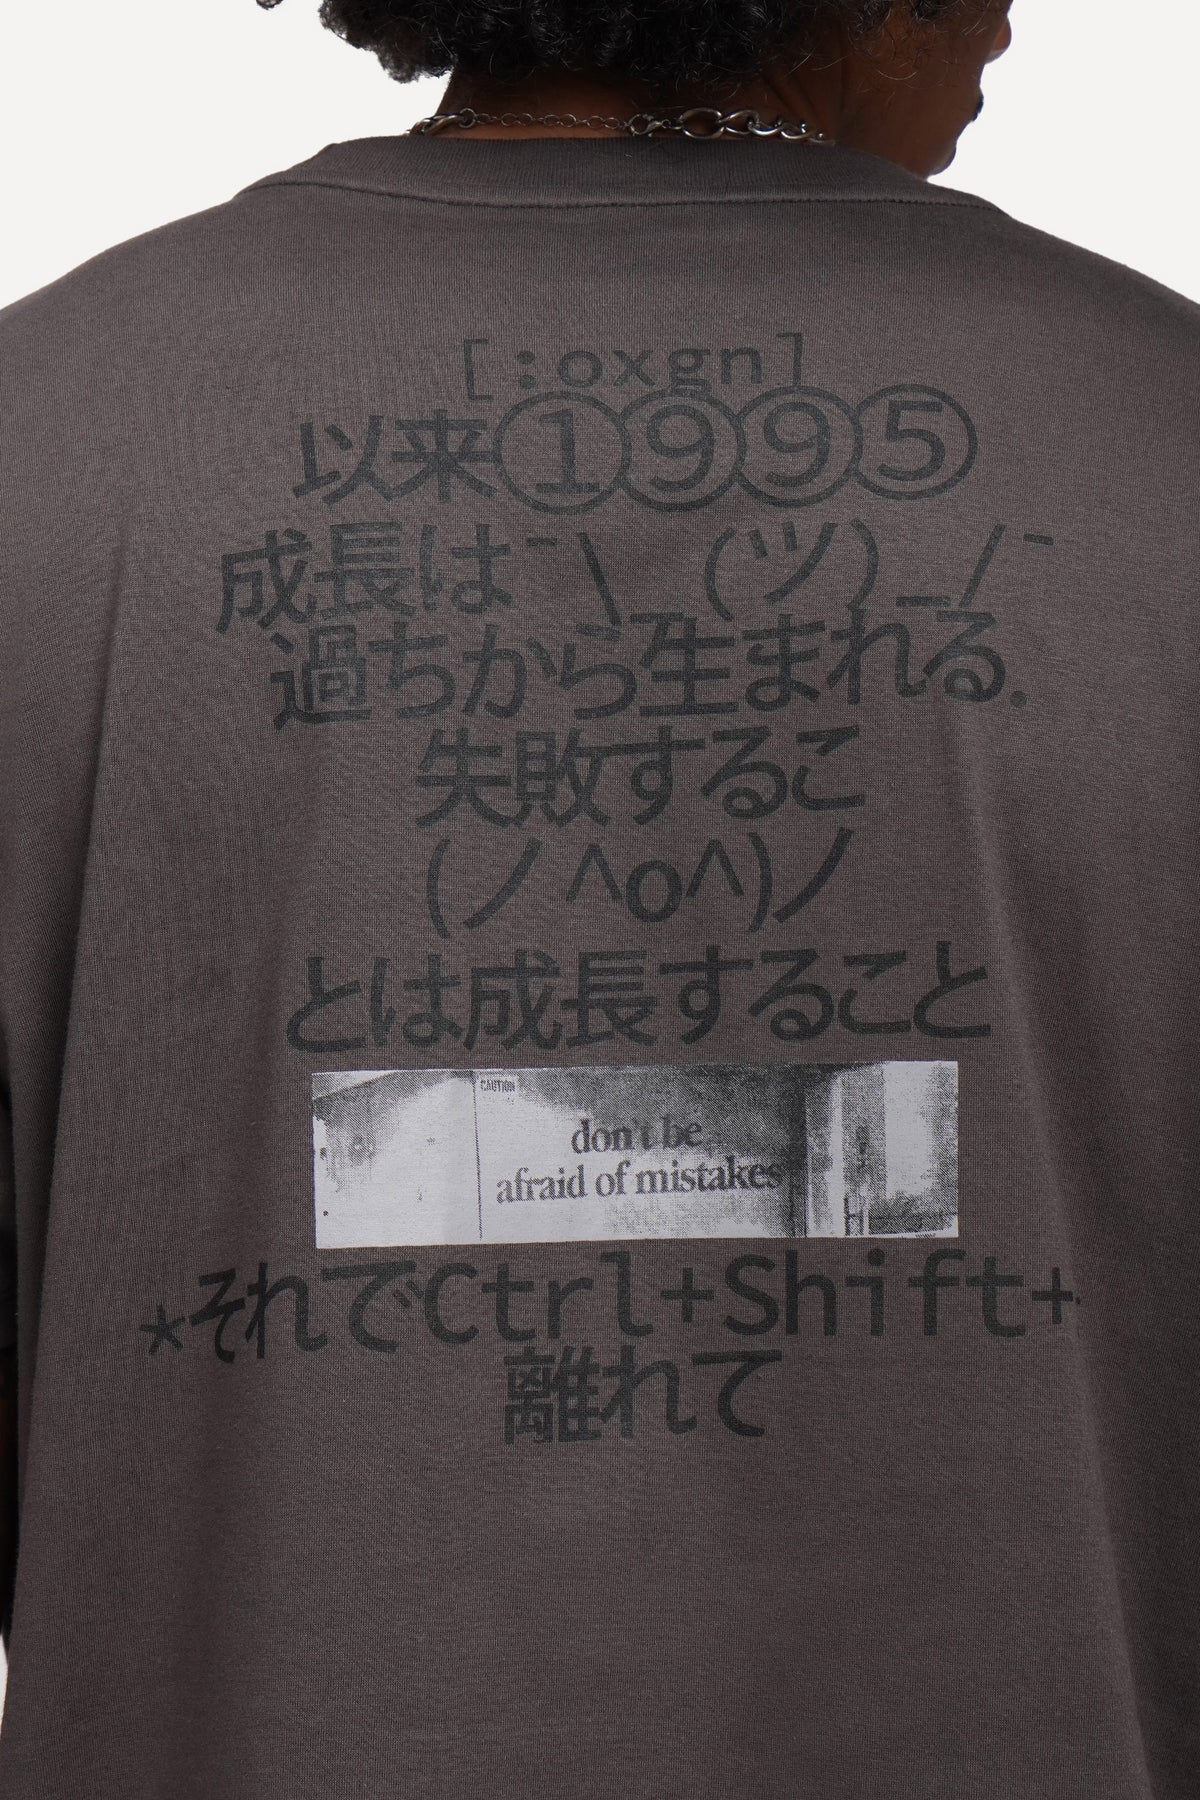 [:oxgn]
以来①⑨⑨⑤
成長は¯\_(ツ)_/¯
過ちから生まれる.
失敗するこ
(ノ^o^)ノ
とは成長すること
CAUTION
don't be
afraid of mistakes
*それでCtrl+Shift+
離れて